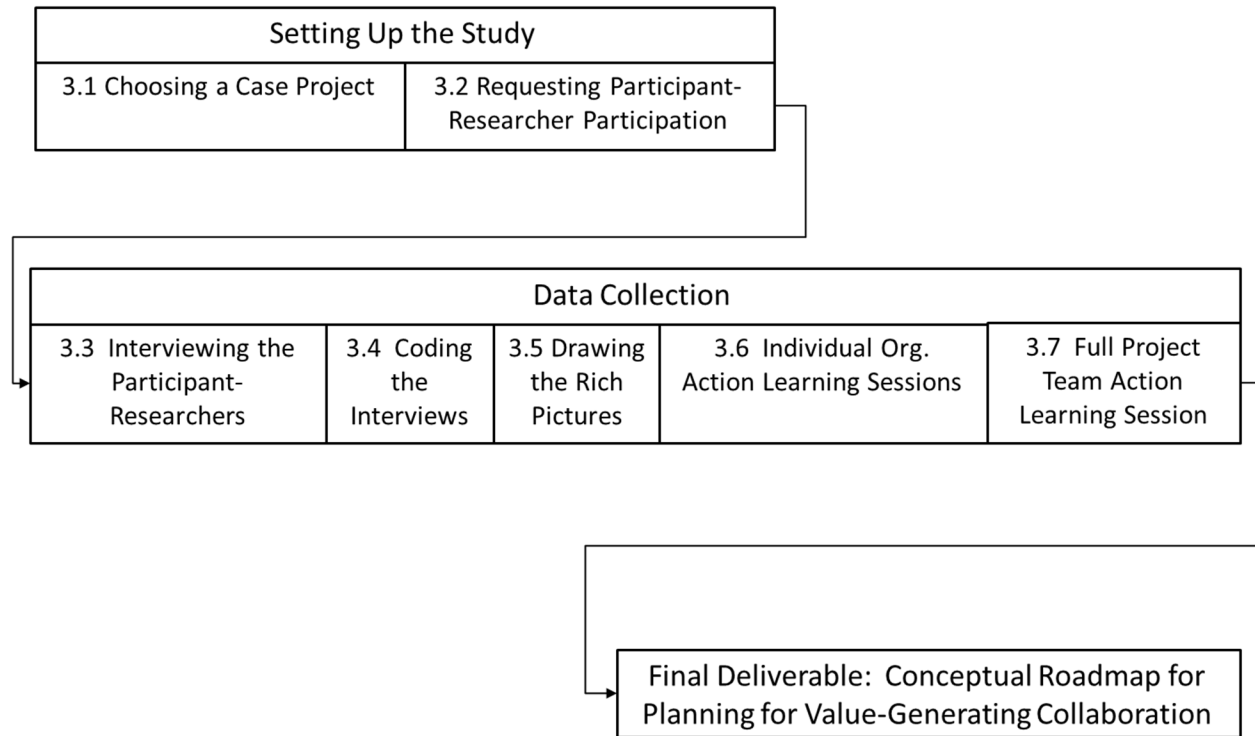 Setting Up the Study
3.1 Choosing a Case Project
3.2 Requesting Participant-
Researcher Participation
Data Collection
3.3 Interviewing the
Participant-
Researchers
3.4 Coding
the
Interviews
3.5 Drawing
the Rich
Pictures
3.6 Individual Org.
Action Learning Sessions
3.7 Full Project
Team Action
Learning Session
Final Deliverable: Conceptual Roadmap for
Planning for Value-Generating Collaboration